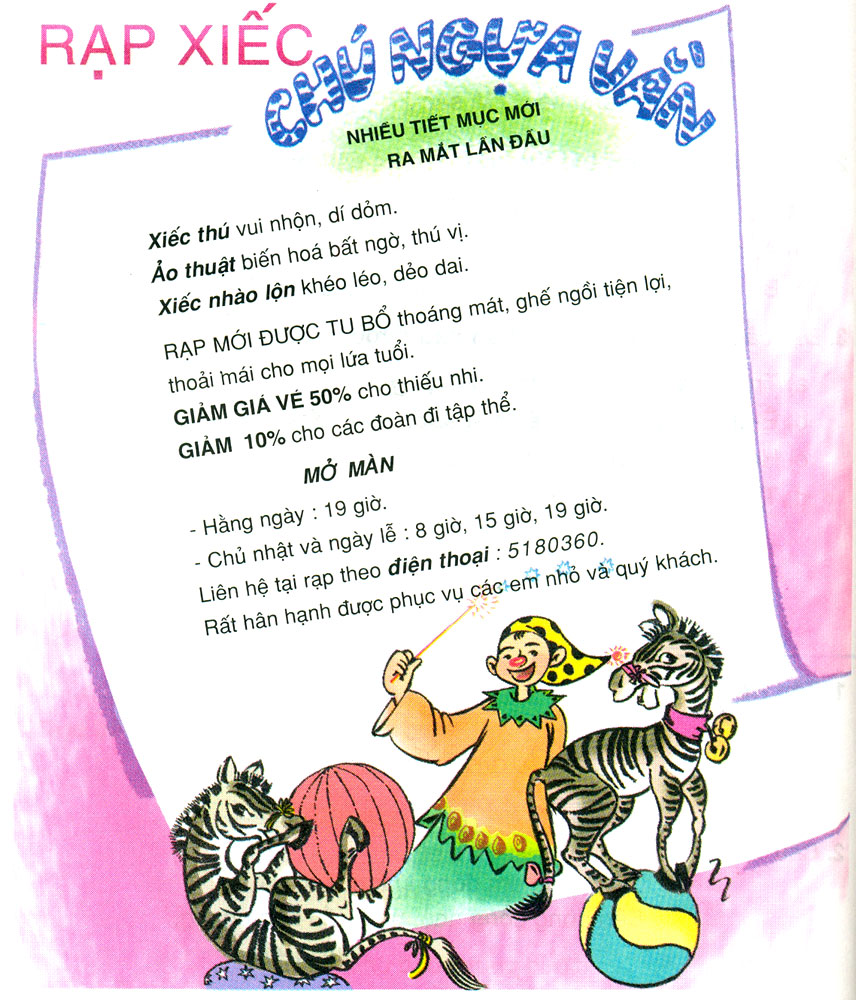 RẠP XIẾC
CHÚ NGỰA VẰN
NHIỀU TIẾT MỤC MỚI
RA MẮT LẦN ĐẦU
Xiếc thú vui nhộn, dí dỏm.
Ảo thuật biến hoá bất ngờ, thú vị.
Xiếc nhào lộn khéo léo, dẻo dai.
RẠP MỚI ĐƯỢC TU BỔ thoáng mát, ghế ngồi tiện lợi,
thoải mái cho mọi lứa tuổi.
GIẢM GIÁ VÉ 50% cho thiếu nhi.
GIẢM 10% cho các đoàn đi tập thể.
MỞ MÀN
- Hằng ngày : 19 giờ.
- Chủ nhật và ngày lễ : 8 giờ, 15 giờ, 19 giờ.
Liên hệ tại rạp theo điện thoại : 5180360.
Rất hân hạnh được phục vụ các em nhỏ và quý khách.